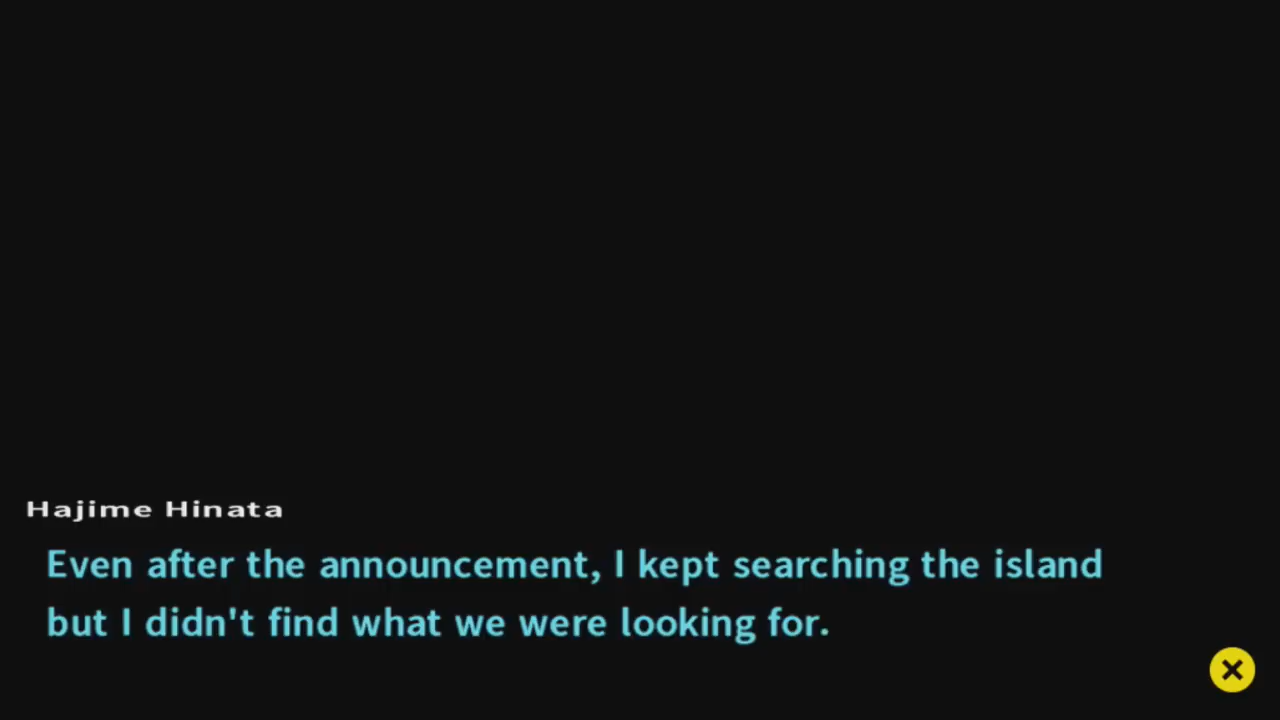 Hajime Hinata
Even after the announcement, I kept searching the island
but I didn't find what we were looking for.